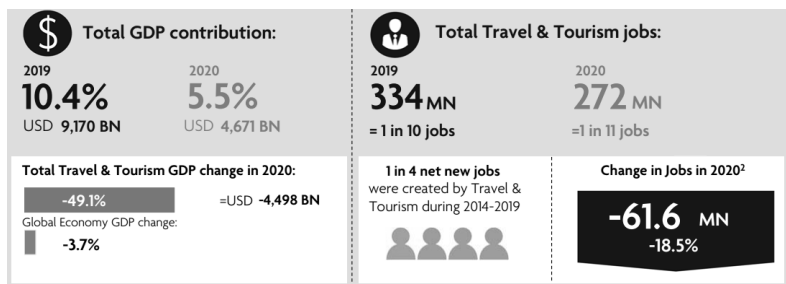 $
Total GDP contribution:
2019
10.4%
USD 9,170 BN
2020
5.5%
USD 4,671 BN
Total Travel & Tourism GDP change in 2020:
-49.1%
=USD -4,498 BN
Global Economy GDP change:
-3.7%
Total Travel & Tourism jobs:
2019
334 MN
= 1 in 10 jobs
2020
272 MN
=1 in 11 jobs
1 in 4 net new jobs
were created by Travel &
Tourism during 2014-2019
Change in Jobs in 2020²
-61.6 MN
-18.5%